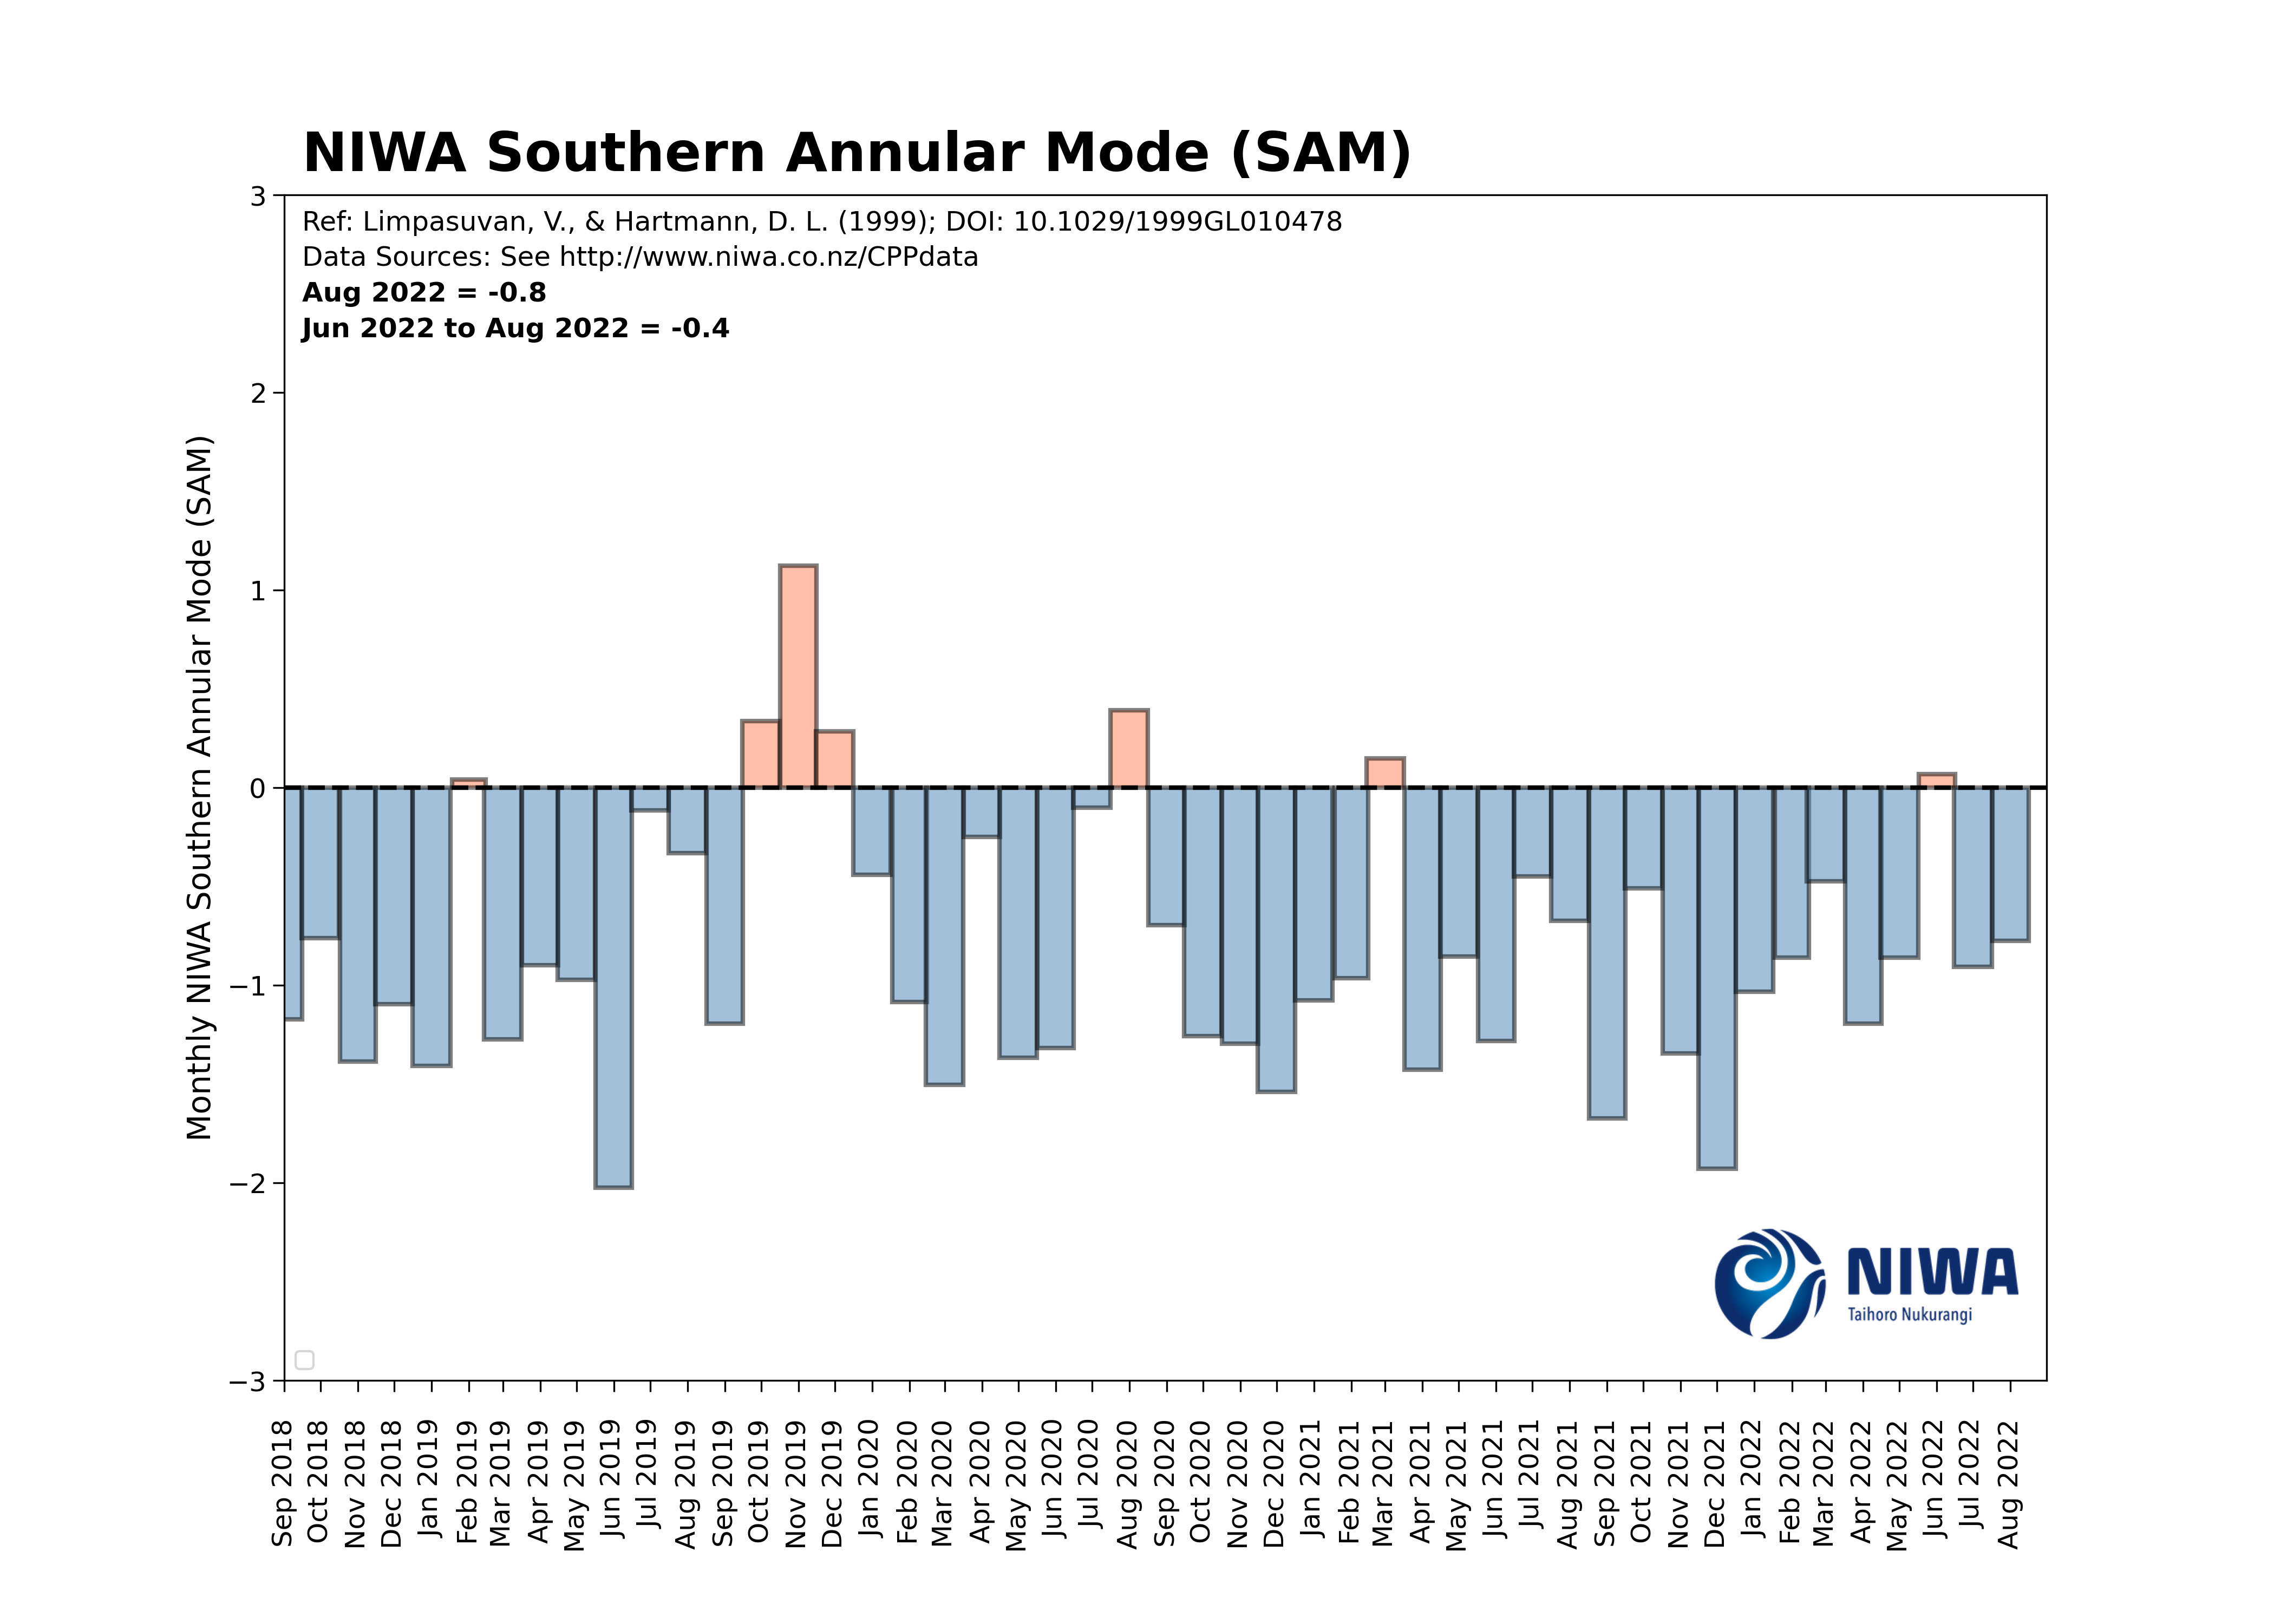 NIWA Southern Annular Mode (SAM)
Ref: Limpasuvan, V., & Hartmann, D. L. (1999); DOI: 10.1029/1999GL010478
Data Sources: See http://www.niwa.co.nz/CPPdata
Aug 2022 = -0.8
Jun 2022 to Aug 2022 = -0.4
Monthly NIWA Southern Annular Mode (SAM)
3
2
1
0
−1
−2
−3
NIWA
Taihoro Nukurangi
Sep 2018
Oct 2018
Nov 2018
Dec 2018
Jan 2019
Feb 2019
Mar 2019
Apr 2019
May 2019
Jun 2019
Jul 2019
Aug 2019
Sep 2019
Oct 2019
Nov 2019
Dec 2019
Jan 2020
Feb 2020
Mar 2020
Apr 2020
May 2020
Jun 2020
Jul 2020
Aug 2020
Sep 2020
Oct 2020
Nov 2020
Dec 2020
Jan 2021
Feb 2021
Mar 2021
Apr 2021
May 2021
Jun 2021
Jul 2021
Aug 2021
Sep 2021
Oct 2021
Nov 2021
Dec 2021
Jan 2022
Feb 2022
Mar 2022
Apr 2022
May 2022
Jun 2022
Jul 2022
Aug 2022